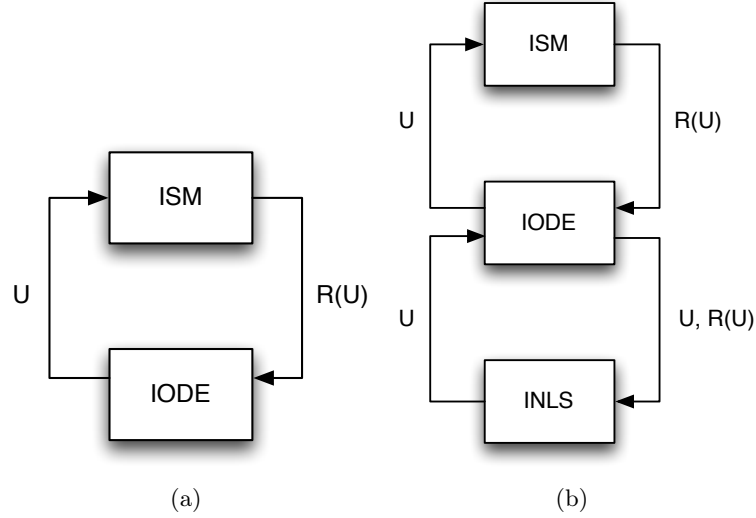 ISM
U
R(U)
IODE
(a)
ISM
U
R(U)
IODE
U
U, R(U)
INLS
(b)